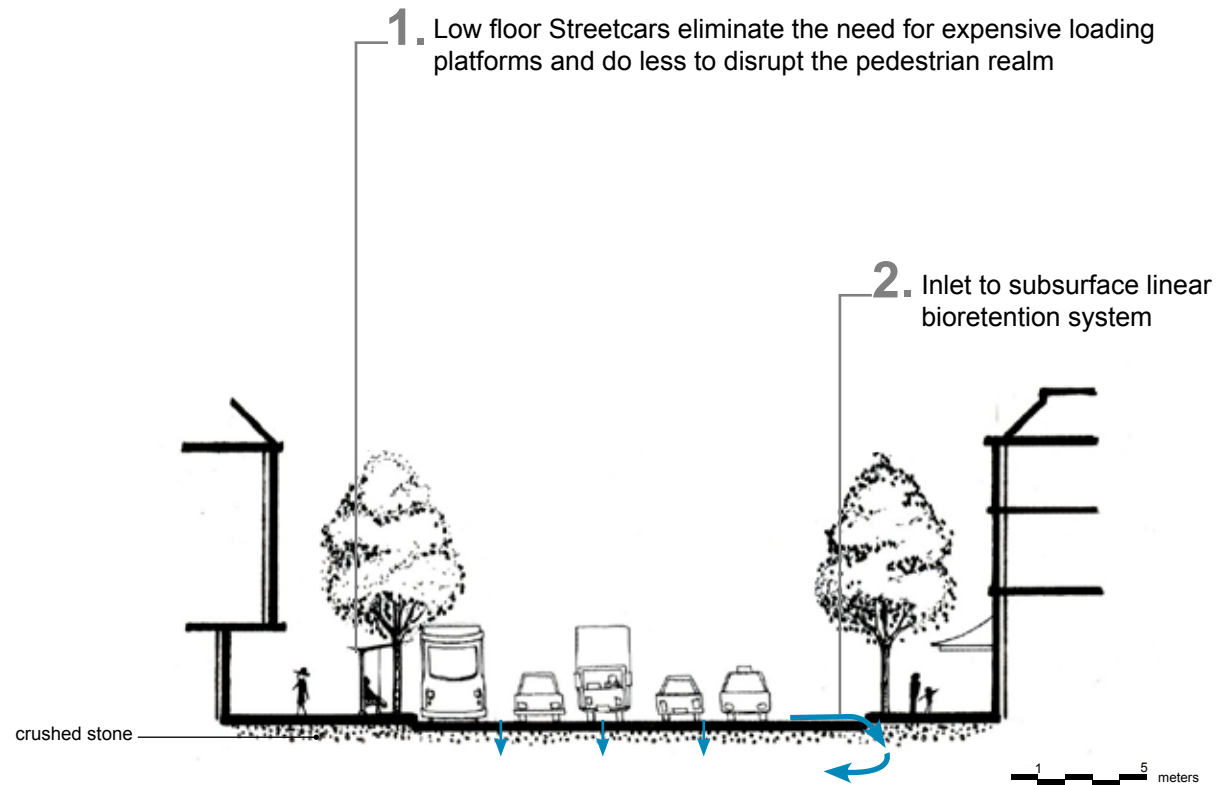 1. Low floor Streetcars eliminate the need for expensive loading
platforms and do less to disrupt the pedestrian realm
2. Inlet to subsurface linear
bioretention system
crushed stone
1 5 meters